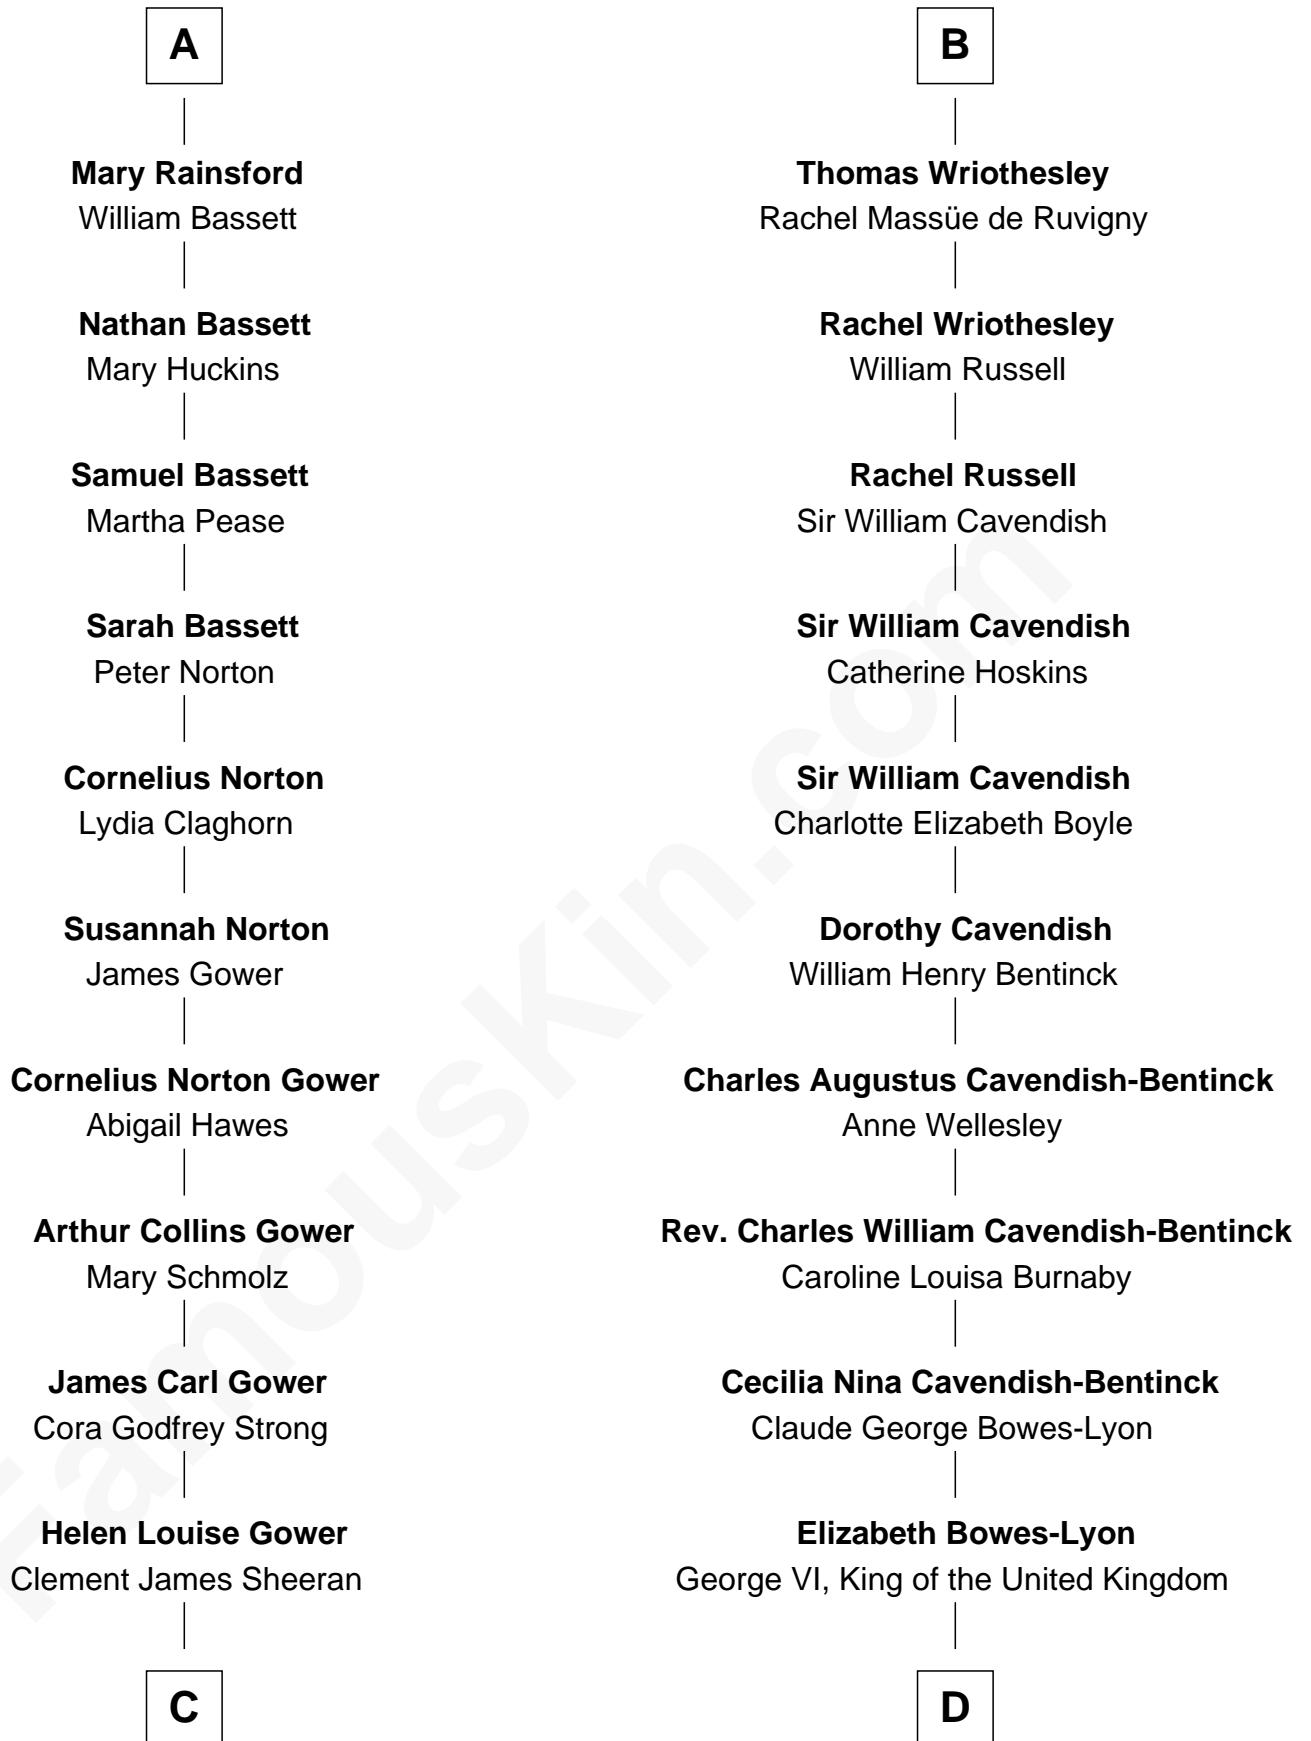 A
Mary Rainsford
William Bassett
Nathan Bassett
Mary Huckins
Samuel Bassett
Martha Pease
Sarah Bassett
Peter Norton
Cornelius Norton
Lydia Claghorn
Susannah Norton
James Gower
Cornelius Norton Gower
Abigail Hawes
Arthur Collins Gower
Mary Schmolz
James Carl Gower
Cora Godfrey Strong
Helen Louise Gower
Clement James Sheeran
C
B
Thomas Wriothesley
Rachel Massüe de Ruvigny
Rachel Wriothesley
William Russell
Rachel Russell
Sir William Cavendish
Sir William Cavendish
Catherine Hoskins
Sir William Cavendish
Charlotte Elizabeth Boyle
Dorothy Cavendish
William Henry Bentinck
Charles Augustus Cavendish-Bentinck
Anne Wellesley
Rev. Charles William Cavendish-Bentinck
Caroline Louisa Burnaby
Cecilia Nina Cavendish-Bentinck
Claude George Bowes-Lyon
Elizabeth Bowes-Lyon
George VI, King of the United Kingdom
D
FamousKin.com